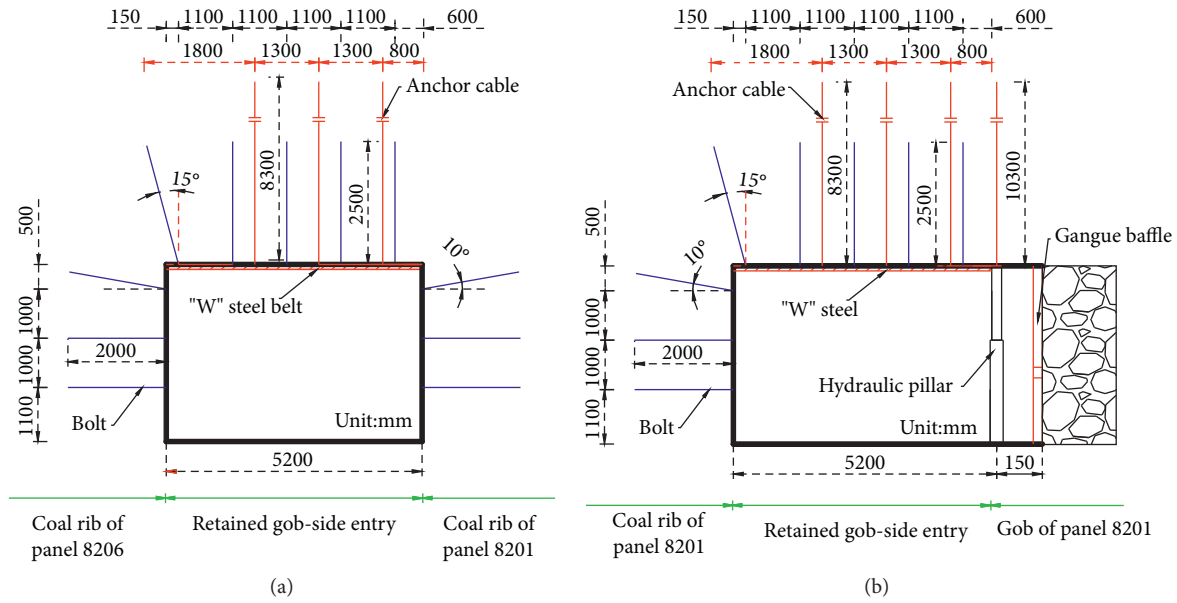 150
1100
1100
1100
1100
600
1800
1300
1300
800
Anchor cable
8300
2500
15°
500
10°
"W" steel belt
1000
2000
1000
Bolt
1100
Unit:mm
5200
Coal rib of
panel 8206
Retained gob-side entry
Coal rib of
panel 8201
(a)
150
1100
1100
1100
1100
600
1800
1300
1300
800
Anchor cable
8300
2500
10300
15°
Gangue baffle
500
10°
"W" steel
1000
2000
1000
Hydraulic pillar
Bolt
1100
Unit:mm
5200
150
Coal rib of
panel 8201
Retained gob-side entry
Gob of panel 8201
(b)